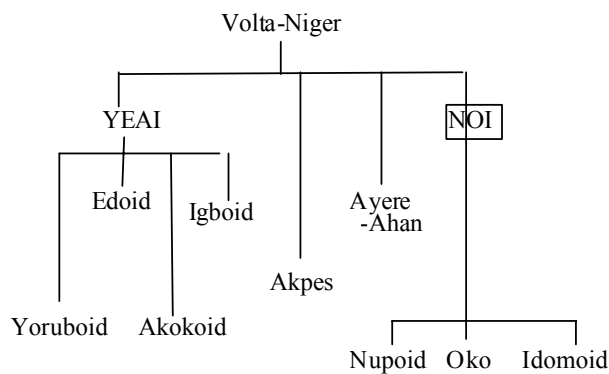 Volta-Niger
YEAI
NOI
Edoid
Igboid
Ayere
-Ahan
Akpes
Yoruboid
Akokoid
Nupoid
Oko
Idomoid